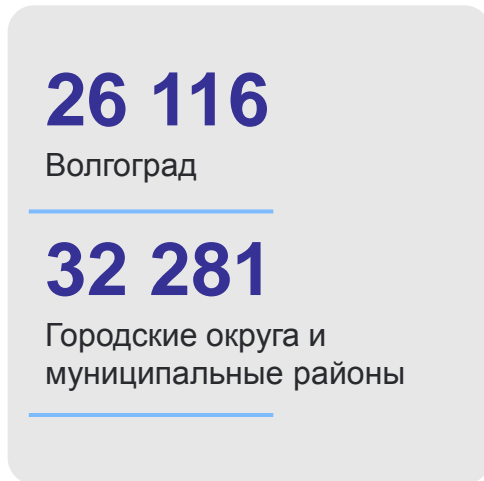 26 116
Волгоград
32 281
Городские округа и
муниципальные районы